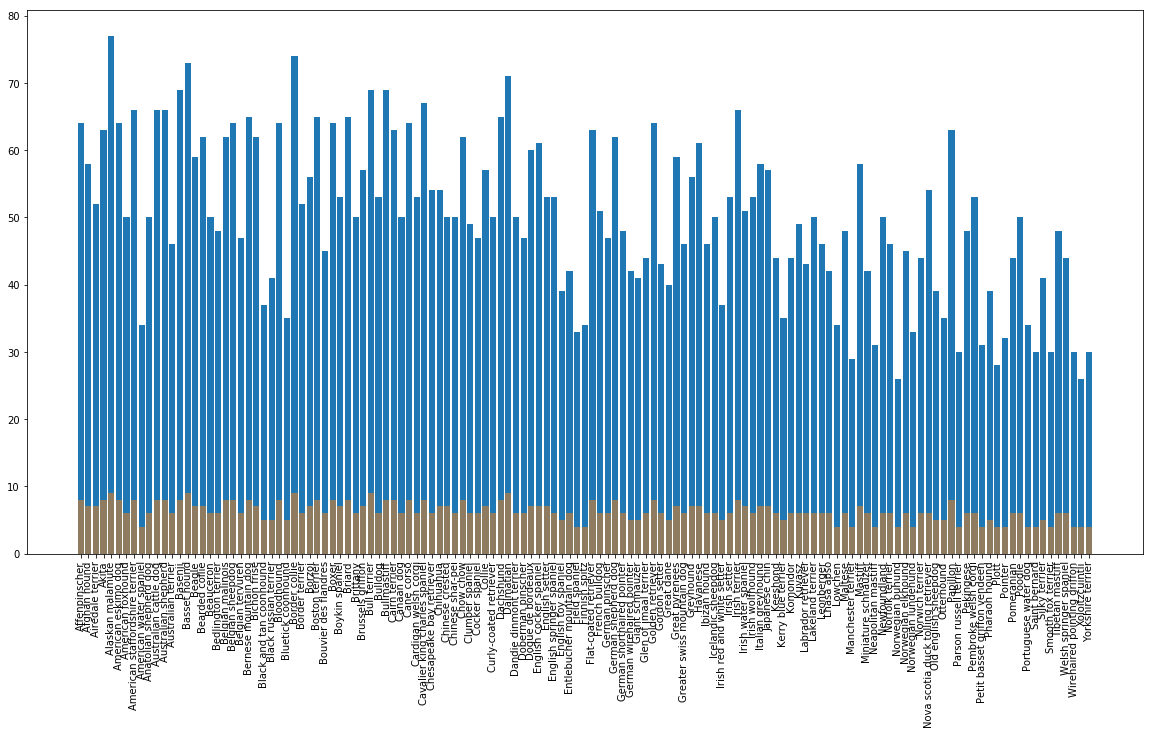 80
70
60
50
40
30
20
10
0
Affenpinscher
Afghan hound
Airedale terrier
Akita
Alaskan malamute
American eskimo dog
American foxhound
American staffordshire terrier
American water spaniel
Anatolian shepherd dog
Australian cattle dog
Australian shepherd
Australian terrier
Basenji
Basset hound
Beagle
Bearded collie
Beauceron
Bedlington terrier
Belgian malinois
Belgian sheepdog
Belgian tervuren
Bernese mountain dog
Bichon frise
Black and tan coonhound
Black russian terrier
Bloodhound
Bluetick coonhound
Border collie
Border terrier
Borzoi
Boston terrier
Bouvier des flandres
Boxer
Boykin spaniel
Briard
Brittany
Brussels griffon
Bull terrier
Bulldog
Bullmastiff
Cairn terrier
Canaan dog
Cane corso
Cardigan welsh corgi
Cavalier king charles spaniel
Chesapeake bay retriever
Chihuahua
Chinese crested
Chinese shar-pei
Chow chow
Clumber spaniel
Cocker spaniel
Collie
Curly-coated retriever
Dachshund
Dalmatian
Dandie dinmont terrier
Doberman pinscher
Dogue de bordeaux
English cocker spaniel
English setter
English springer spaniel
English toy spaniel
Entlebucher mountain dog
Field spaniel
Finnish spitz
Flat-coated retriever
French bulldog
German pinscher
German shepherd dog
German shorthaired pointer
German wirehaired pointer
Giant schnauzer
Glen of imaal terrier
Golden retriever
Gordon setter
Great dane
Great pyrenees
Greater swiss mountain dog
Greyhound
Havanese
Ibizan hound
Icelandic sheepdog
Irish red and white setter
Irish setter
Irish terrier
Irish water spaniel
Irish wolfhound
Italian greyhound
Japanese chin
Keeshond
Kerry blue terrier
Komondor
Kuvasz
Labrador retriever
Lakeland terrier
Leonberger
Lhasa apso
Lowchen
Maltese
Manchester terrier
Mastiff
Miniature schnauzer
Neapolitan mastiff
Newfoundland
Norfolk terrier
Norwegian buhund
Norwegian elkhound
Norwegian lundehund
Norwich terrier
Nova scotia duck tolling retriever
Old english sheepdog
Otterhound
Papillon
Parson russell terrier
Pekingese
Pembroke welsh corgi
Petit basset griffon vendeen
Pharaoh hound
Plott
Pointer
Pomeranian
Poodle
Portuguese water dog
Saint bernard
Silky terrier
Smooth fox terrier
Tibetan mastiff
Welsh springer spaniel
Wirehaired pointing griffon
Xoloitzcuintli
Yorkshire terrier